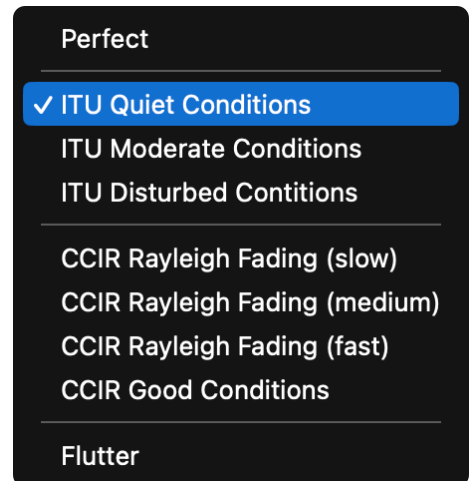 Perfect
✓ ITU Quiet Conditions
ITU Moderate Conditions
ITU Disturbed Contitions
CCIR Rayleigh Fading (slow)
CCIR Rayleigh Fading (medium)
CCIR Rayleigh Fading (fast)
CCIR Good Conditions
Flutter